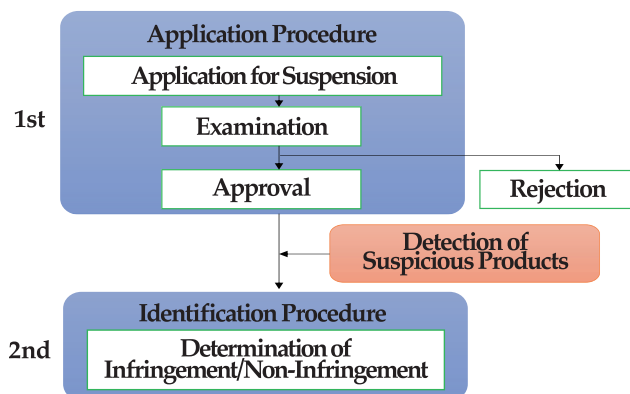 Application Procedure
Application for Suspension
1st
Examination
Approval
Rejection
Detection of
Suspicious Products
Identification Procedure
2nd
Determination of
Infringement/Non-Infringement